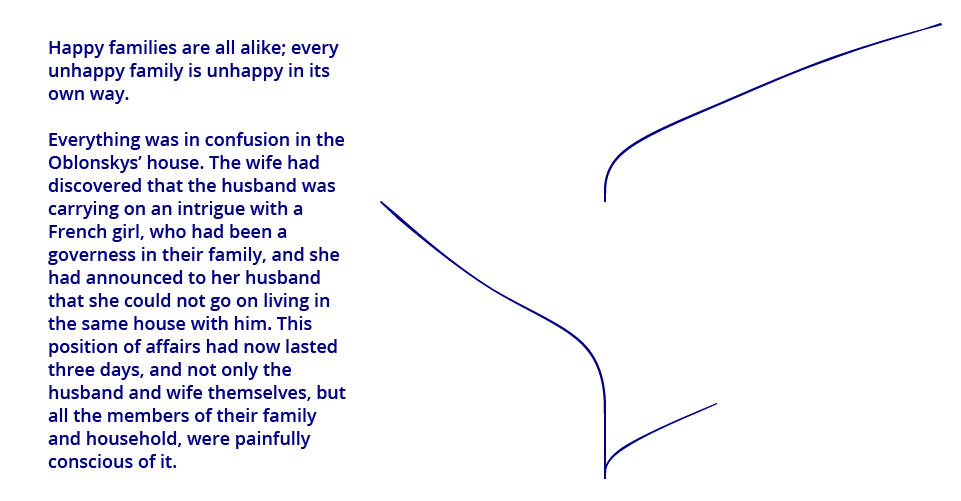 Happy families are all alike; every
unhappy family is unhappy in its
own way.

Everything was in confusion in the
Oblonskys’ house. The wife had
discovered that the husband was
carrying on an intrigue with a
French girl, who had been a
governess in their family, and she
had announced to her husband
that she could not go on living in
the same house with him. This
position of affairs had now lasted
three days, and not only the
husband and wife themselves, but
all the members of their family
and household, were painfully
conscious of it.